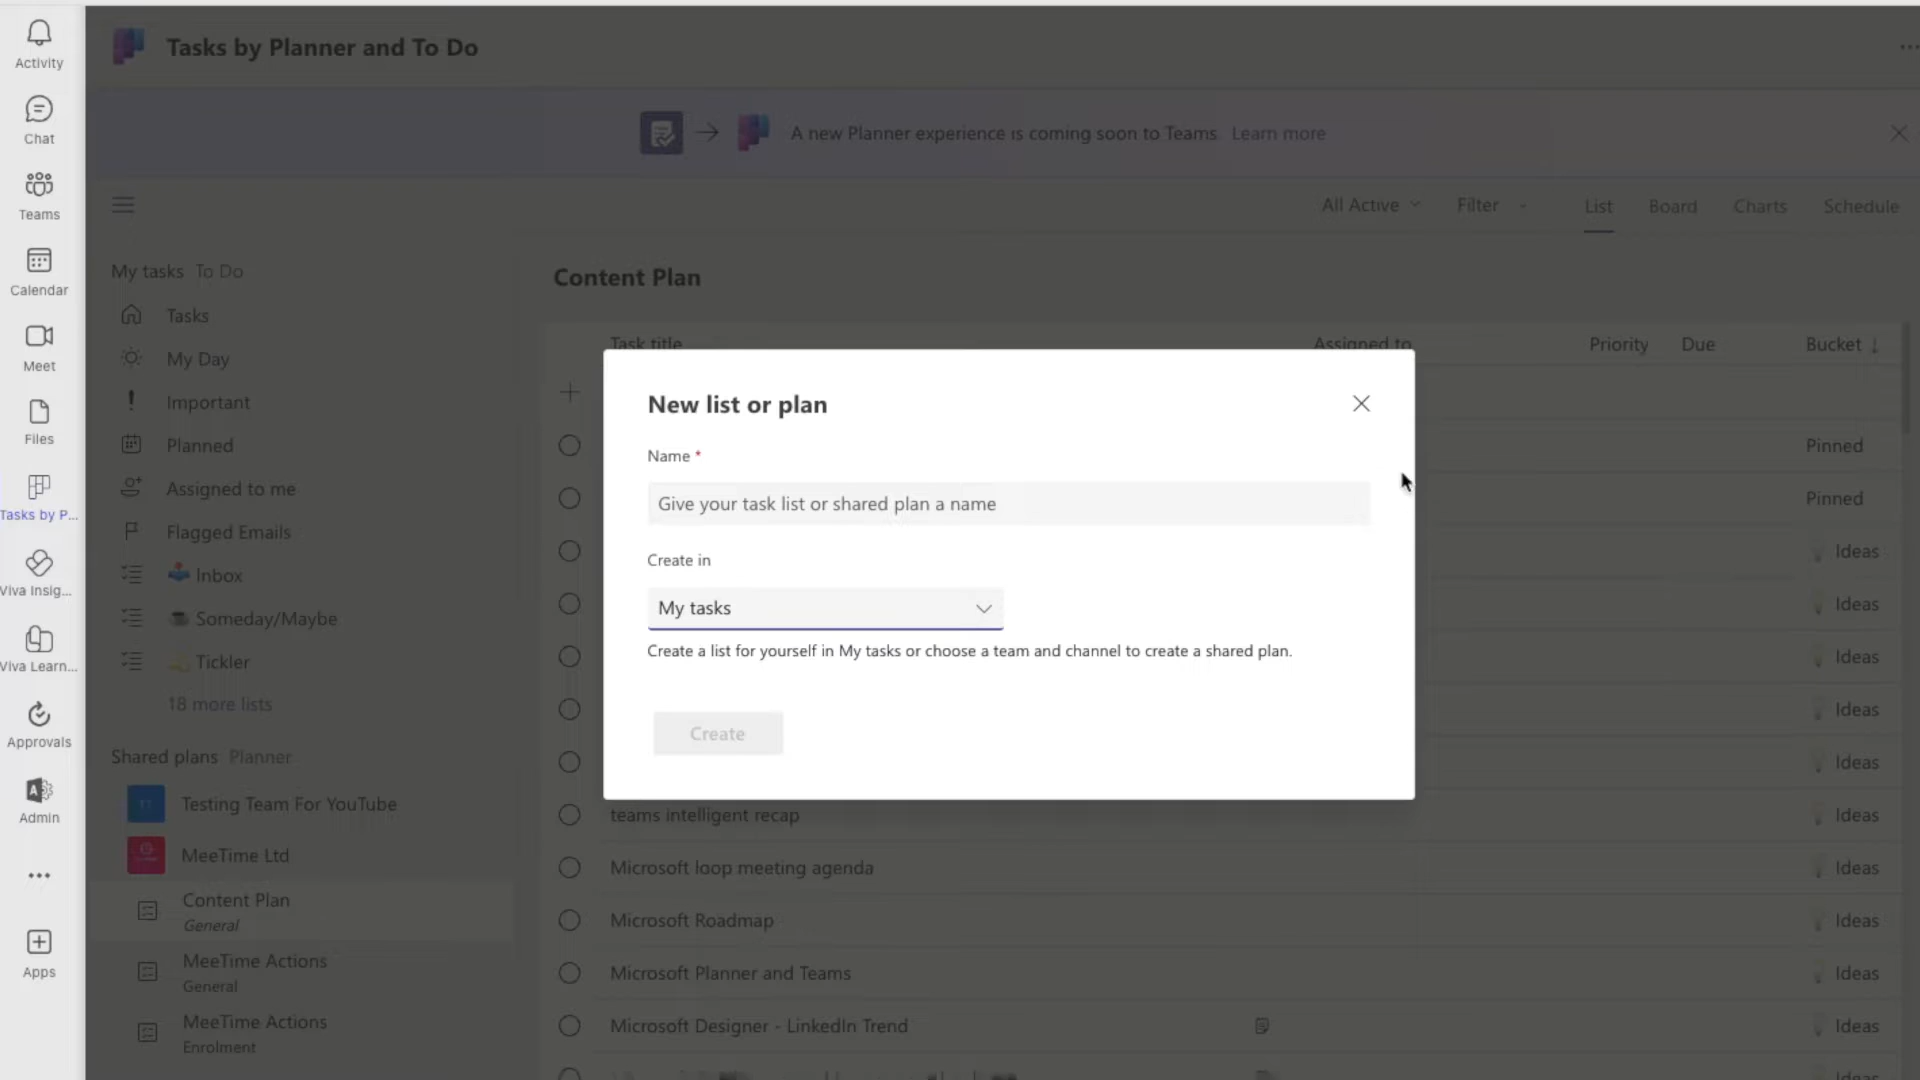 Tasks by Planner and To Do
Activity
Chat
Teams
Calendar
Meet
Files
Tasks by P...
Viva Insig...
Viva Learn...
Approvals
Admin
Apps
A new Planner experience is coming soon to Teams Learn more
All Active
Filter
List
Board
Charts
Schedule
My tasks To Do
Tasks
My Day
Important
Planned
Assigned to me
Flagged Emails
Inbox
Someday/Maybe
Tickler
18 more lists
Shared plans Planner
Testing Team For YouTube
MeeTime Ltd
Content Plan
General
MeeTime Actions
General
MeeTime Actions
Enrolment
Content Plan
Task title
Assigned to
Priority
Due
Bucket
Pinned
Pinned
Ideas
Ideas
Ideas
Ideas
Ideas
teams intelligent recap
Ideas
Microsoft loop meeting agenda
Ideas
Microsoft Roadmap
Ideas
Microsoft Planner and Teams
Ideas
Microsoft Designer - LinkedIn Trend
Ideas
Ideas
New list or plan
Name *
Give your task list or shared plan a name
Create in
My tasks
Create a list for yourself in My tasks or choose a team and channel to create a shared plan.
Create